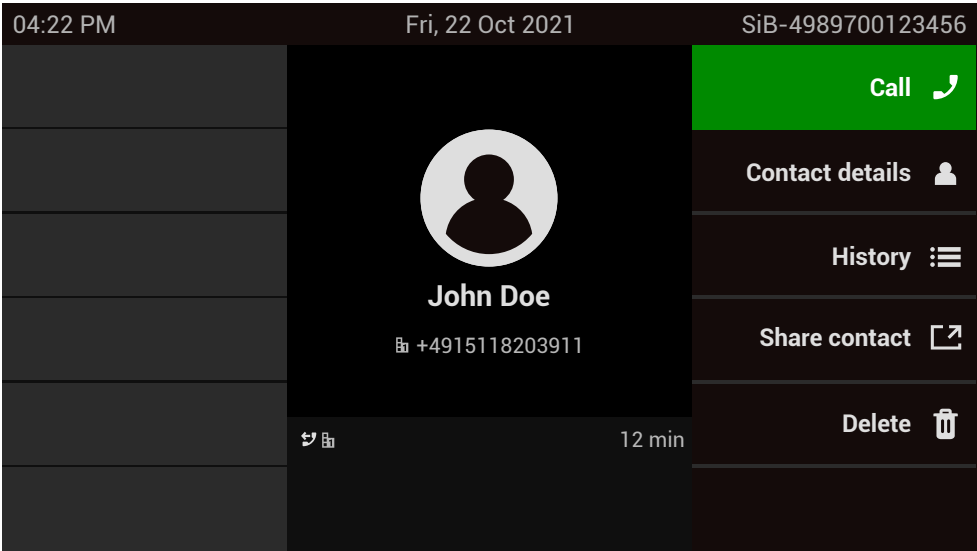 04:22 PM
Fri, 22 Oct 2021
SiB-4989700123456
Call
Contact details
History
Share contact
Delete
John Doe
+4915118203911
12 min